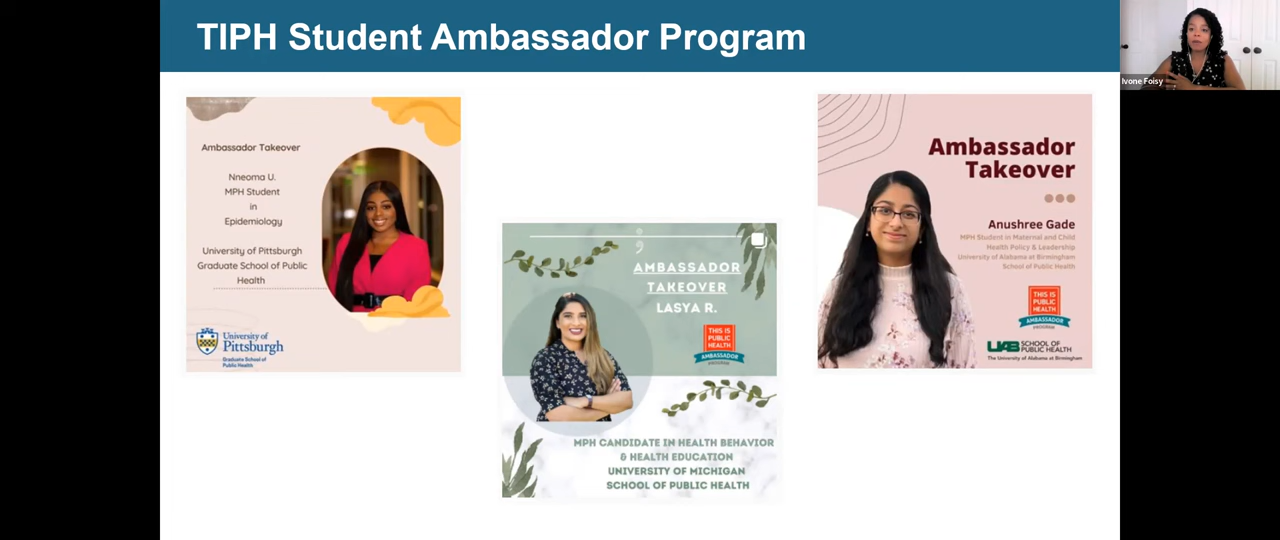 TIPH Student Ambassador Program
Ivone Foisy
Ambassador Takeover
Nneoma U.
MPH Student
in
Epidemiology
University of Pittsburgh
Graduate School of Public
Health
University of
Pittsburgh
Graduate School of
Public Health
AMBASSADOR
TAKEOVER
LASYA R.
THIS IS
PUBLIC
HEALTH
AMBASSADOR
PROGRAM
MPH CANDIDATE IN HEALTH BEHAVIOR
& HEALTH EDUCATION
UNIVERSITY OF MICHIGAN
SCHOOL OF PUBLIC HEALTH
Ambassador
Takeover
Anushree Gade
MPH Student in Maternal and Child
Health Policy & Leadership
University of Alabama at Birmingham
School of Public Health
THIS IS
PUBLIC
HEALTH
AMBASSADOR
PROGRAM
UAB SCHOOL OF
PUBLIC HEALTH
The University of Alabama at Birmingham